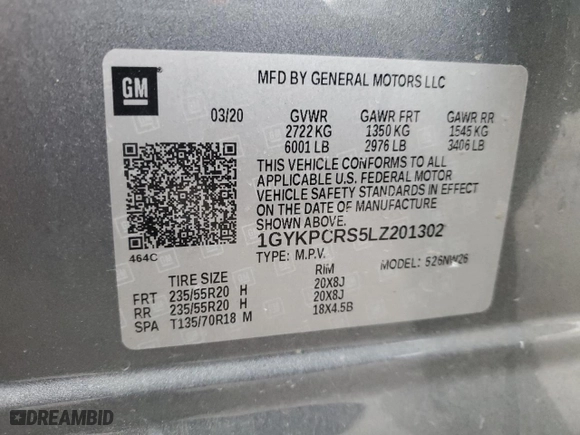 GM
MFD BY GENERAL MOTORS LLC
03/20 GVWR GAWR FRT GAWR RR
2722 KG 1350 KG 1545 KG
6001 LB 2976 LB 3406 LB
THIS VEHICLE CONFORMS TO ALL
APPLICABLE U.S. FEDERAL MOTOR
VEHICLE SAFETY STANDARDS IN EFFECT
ON THE DATE OF MANUFACTURE
SHOWN ABOVE.
464C
1GYKPCRS5LZ201302
TYPE: M.P.V. MODEL: 526NW26
TIRE SIZE RIM
FRT 235/55R20 H 20X8J
RR 235/55R20 H 20X8J
SPA T135/70R18 M 18X4.5B
DREAMBID